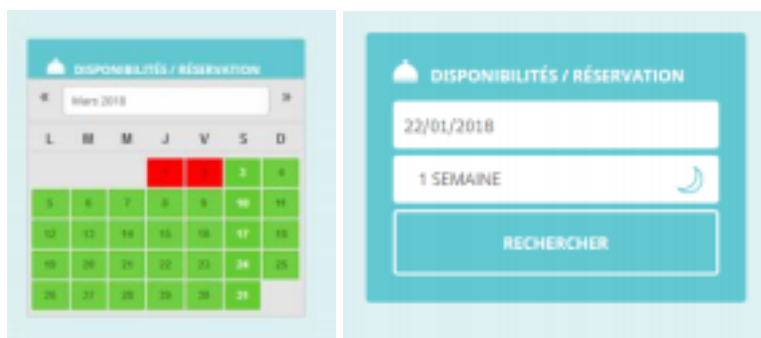 DISPONIBILITÉS / RÉSERVATION
« Mars 2018 »
L M M J V S D
1 2 3 4
5 6 7 8 9 10 11
12 13 14 15 16 17 18
19 20 21 22 23 24 25
26 27 28 29 30 31
DISPONIBILITÉS / RÉSERVATION
22/01/2018
1 SEMAINE
RECHERCHER